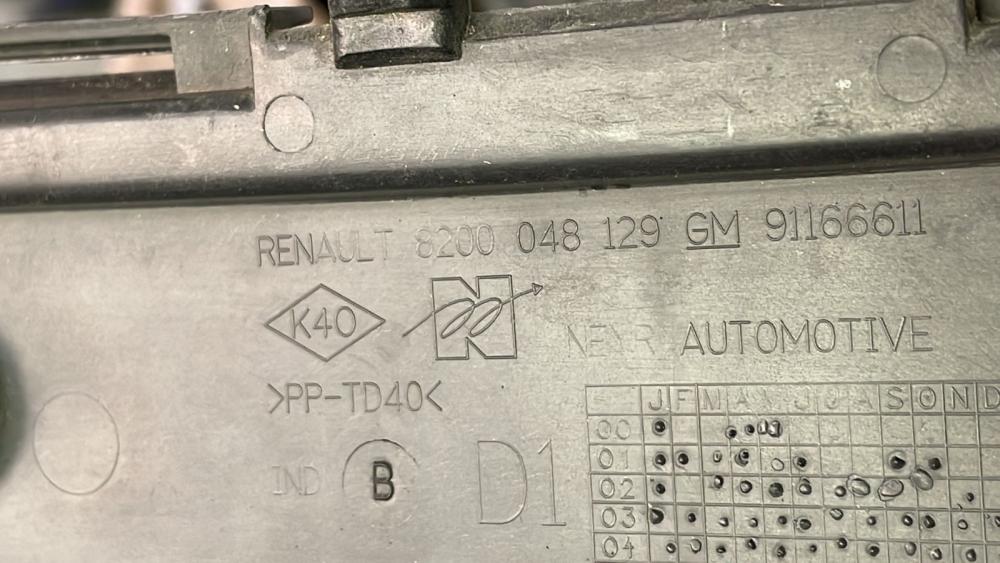 RENAULT 8200 048 129 GM 91166611
K40
AUTOMOTIVE
>PP-TD40<
IND B D1
J F M A M J J A S O N D
00
01
02
03
04